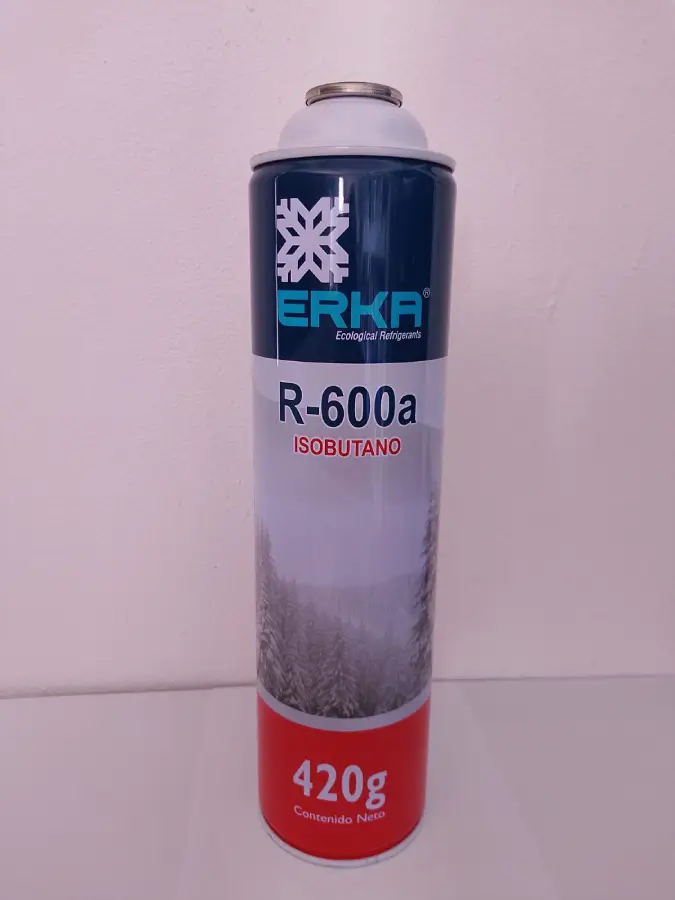 ERKA®
Ecological Refrigerants
R-600a
ISOBUTANO
420g
Contenido Neto